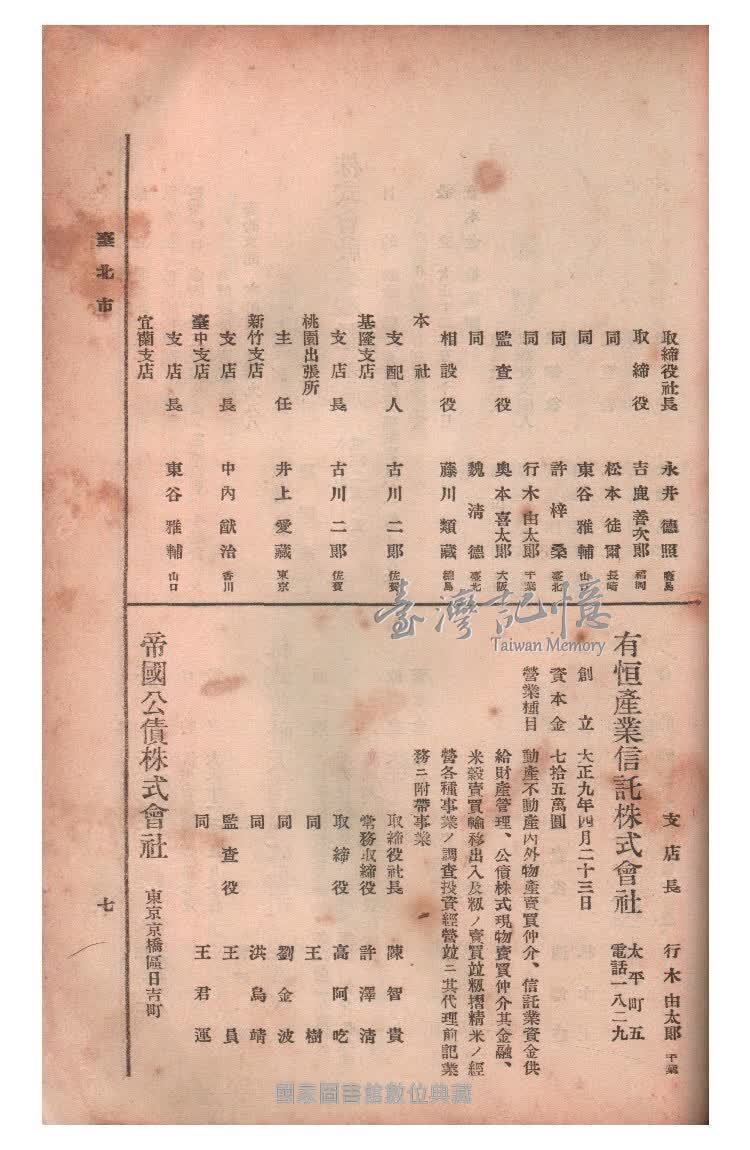 取締役社長 永井德照 廣島
取締役 吉鹿善次郞 福岡
同 松本徒爾 長崎
同 東谷雅輔 山口
同 許梓桑 臺北
同 行木由太郞 千葉
監査役 奧本喜太郞 大阪
同 魏淸德 臺北
相設役 藤川類藏 德島
本社
支配人 古川二郞 佐賀
基隆支店
支店長 古川二郞 佐賀
桃園出張所
主任 井上愛藏 東京
新竹支店
支店長 中內猷治 香川
臺中支店
支店長 東谷雅輔 山口
宜蘭支店
支店長 行木由太郞 千葉
有恒產業信託株式會社 太平町五
電話一八二九
創立 大正九年四月二十三日
資本金 七拾五萬圓
營業種目 動產不動產內外物產賣買仲介、信託業資金供
給財產管理、公債株式現物賣買仲介其金融、
米穀賣買輸移出入及籾ノ賣買竝籾摺精米ノ經
營各種事業ノ調査投資經營竝ニ其代理前記業
務ニ附帶事業
取締役社長 陳智貴
常務取締役 許澤淸
取締役 高阿吃
同 王樹
同 劉金波
同 洪烏靖
監査役 王員
同 王君運
帝國公債株式會社 東京京橋區日吉町
臺北市
七
臺灣記憶
Taiwan Memory
國家圖書館數位典藏